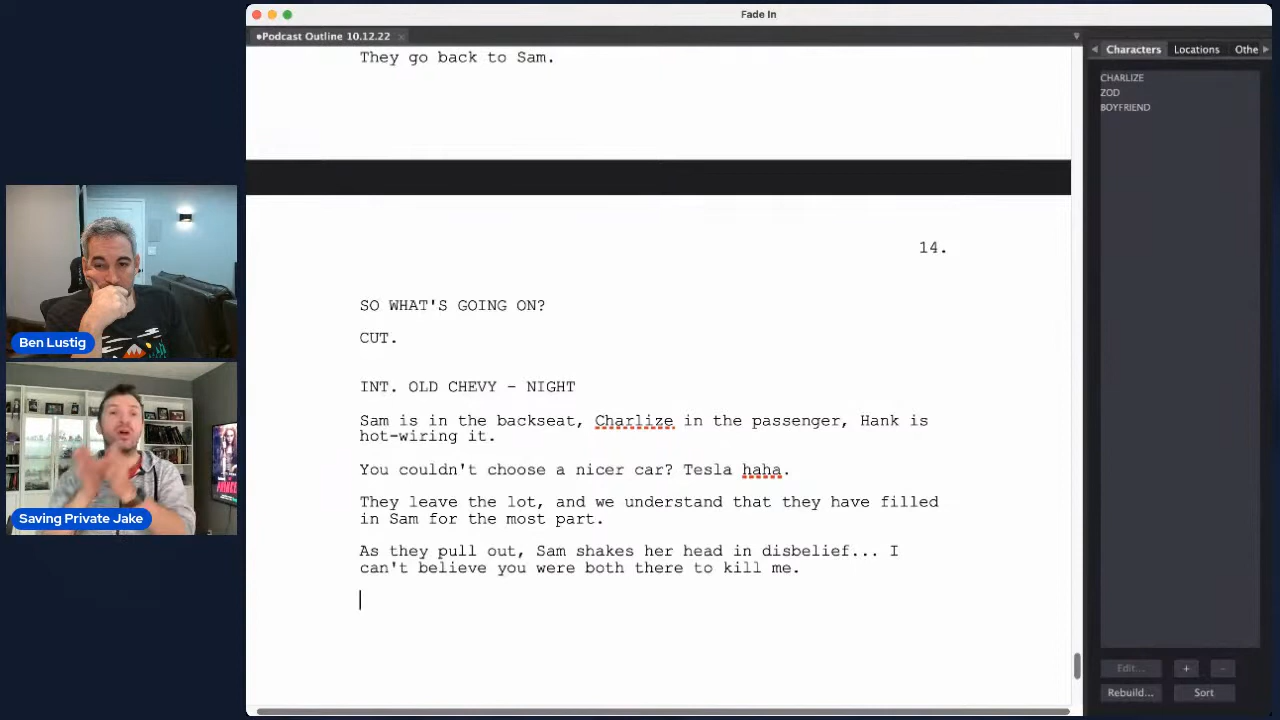 Fade In
•Podcast Outline 10.12.22
Characters
Locations
Othe
CHARLIZE
ZOD
BOYFRIEND
They go back to Sam.
14.
SO WHAT'S GOING ON?
CUT.
INT. OLD CHEVY - NIGHT
Sam is in the backseat, Charlize in the passenger, Hank is
hot-wiring it.
You couldn't choose a nicer car? Tesla haha.
They leave the lot, and we understand that they have filled
in Sam for the most part.
As they pull out, Sam shakes her head in disbelief... I
can't believe you were both there to kill me.
Ben Lustig
Saving Private Jake
Edit...
+
-
Rebuild...
Sort